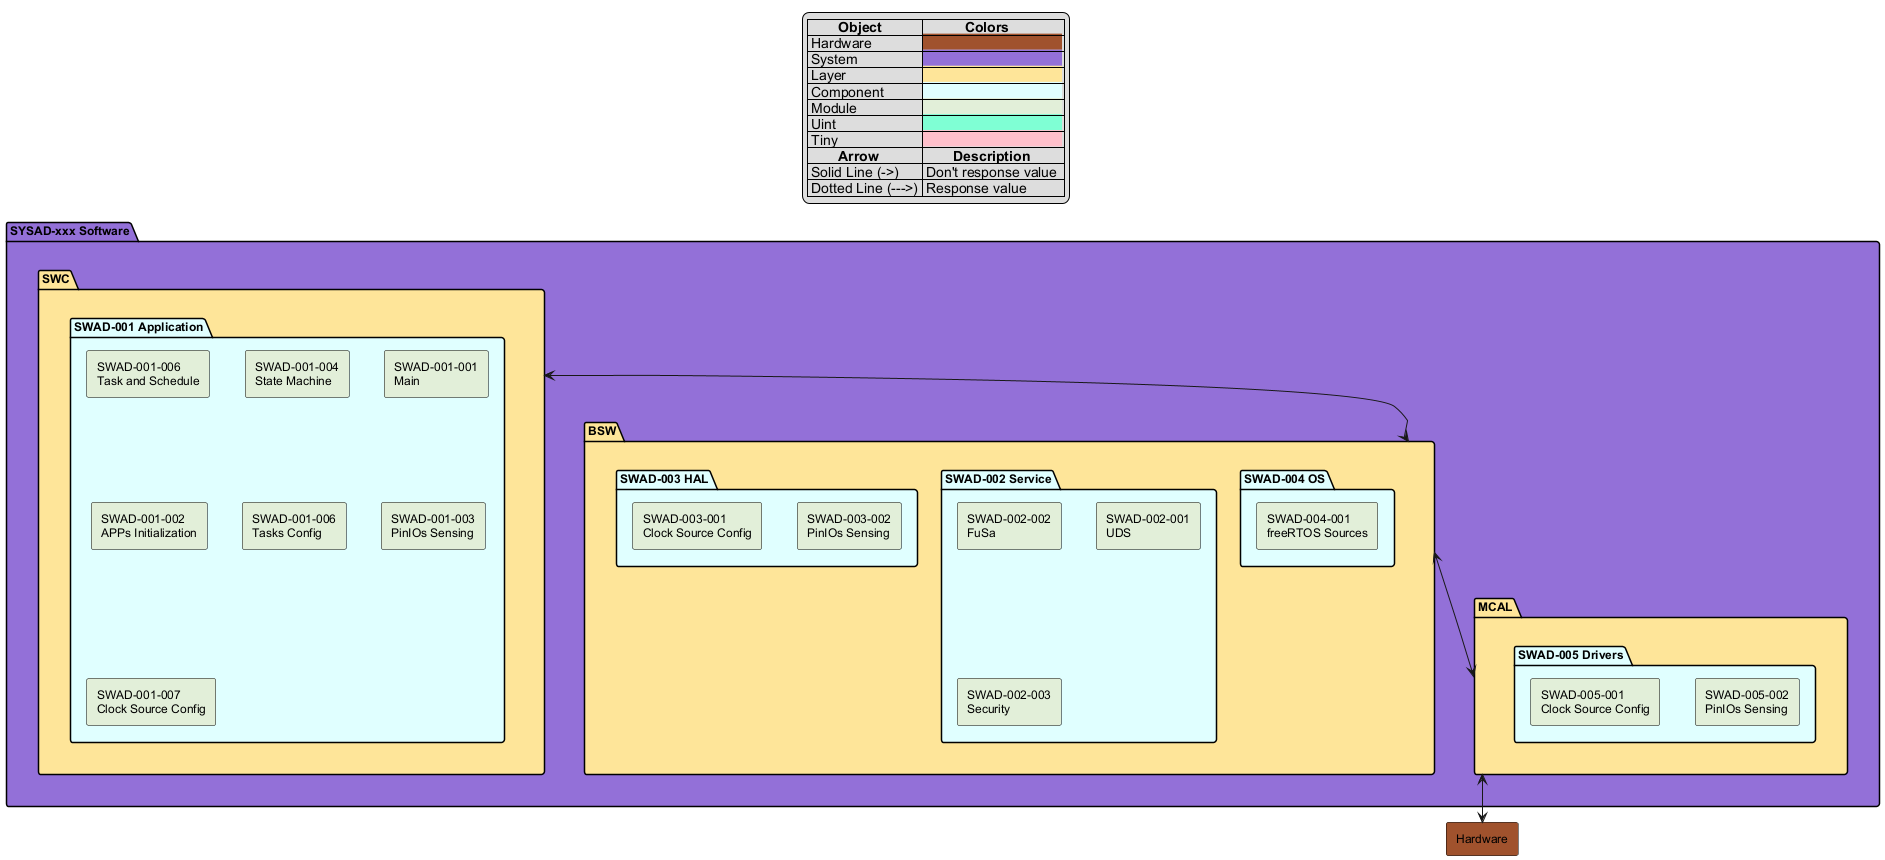 Object Colors
Hardware
System
Layer
Component
Module
Uint
Tiny
Arrow Description
Solid Line (->) Don't response value
Dotted Line (--->) Response value
SYSAD-xxx Software
SWC
SWAD-001 Application
SWAD-001-006
Task and Schedule
SWAD-001-004
State Machine
SWAD-001-001
Main
SWAD-001-002
APPs Initialization
SWAD-001-006
Tasks Config
SWAD-001-003
PinIOs Sensing
SWAD-001-007
Clock Source Config
BSW
SWAD-003 HAL
SWAD-003-001
Clock Source Config
SWAD-003-002
PinIOs Sensing
SWAD-002 Service
SWAD-002-002
FuSa
SWAD-002-001
UDS
SWAD-002-003
Security
SWAD-004 OS
SWAD-004-001
freeRTOS Sources
MCAL
SWAD-005 Drivers
SWAD-005-001
Clock Source Config
SWAD-005-002
PinIOs Sensing
Hardware